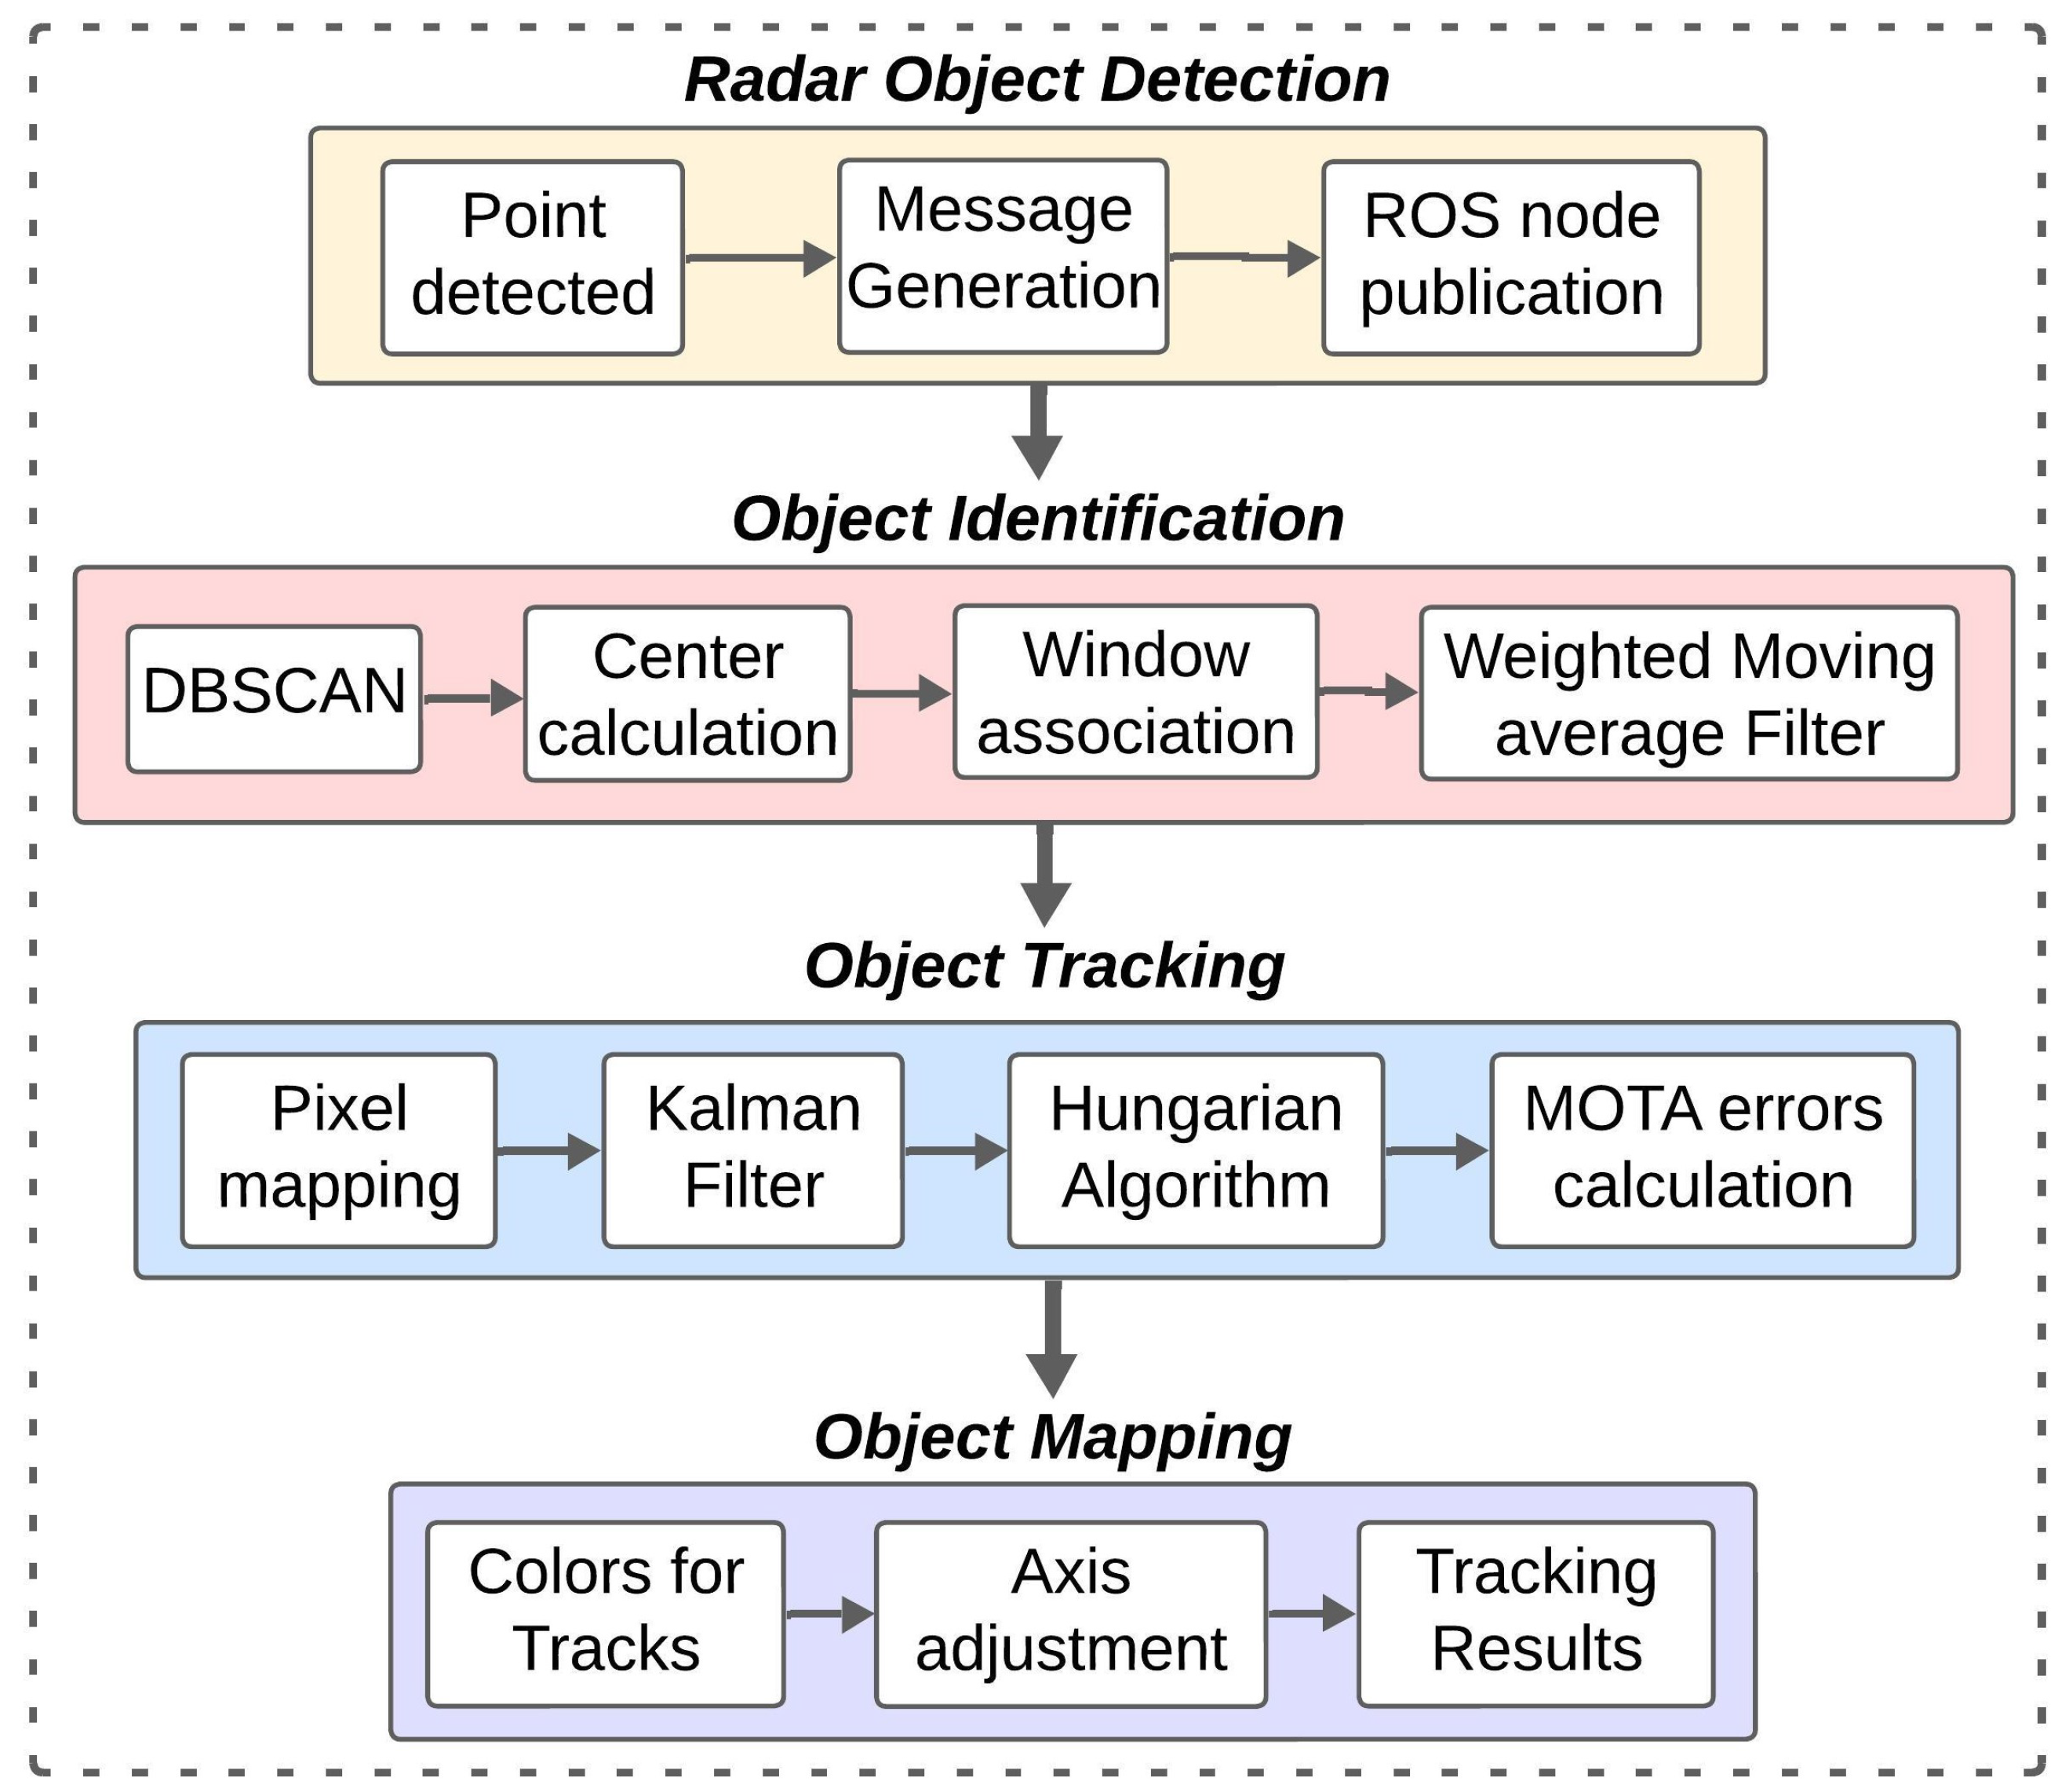 Radar Object Detection
Point
detected
Message
Generation
ROS node
publication
Object Identification
DBSCAN
Center
calculation
Window
association
Weighted Moving
average Filter
Object Tracking
Pixel
mapping
Kalman
Filter
Hungarian
Algorithm
MOTA errors
calculation
Object Mapping
Colors for
Tracks
Axis
adjustment
Tracking
Results